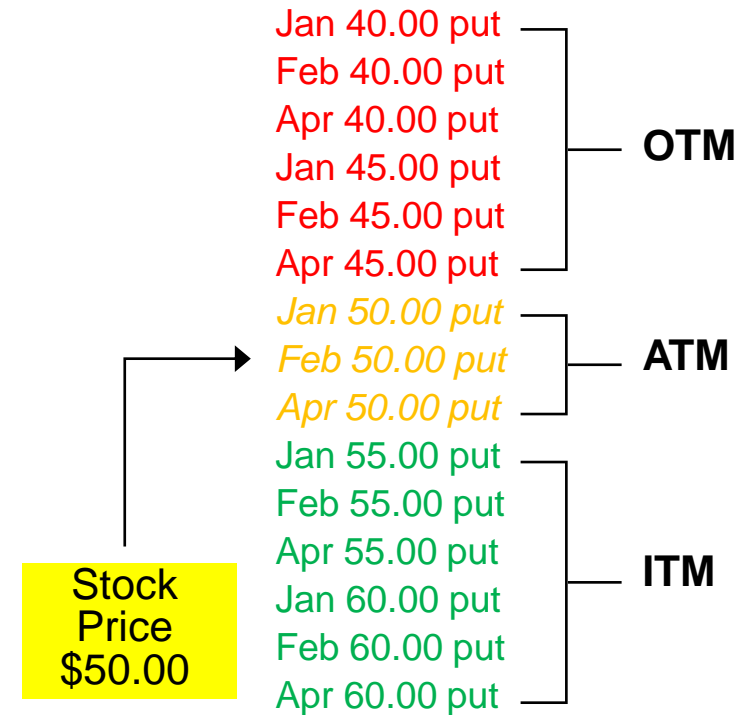 Jan 40.00 put
Feb 40.00 put
Apr 40.00 put
Jan 45.00 put
Feb 45.00 put
Apr 45.00 put
OTM
Jan 50.00 put
Feb 50.00 put
Apr 50.00 put
ATM
Jan 55.00 put
Feb 55.00 put
Apr 55.00 put
Jan 60.00 put
Feb 60.00 put
Apr 60.00 put
ITM
Stock
Price
$50.00